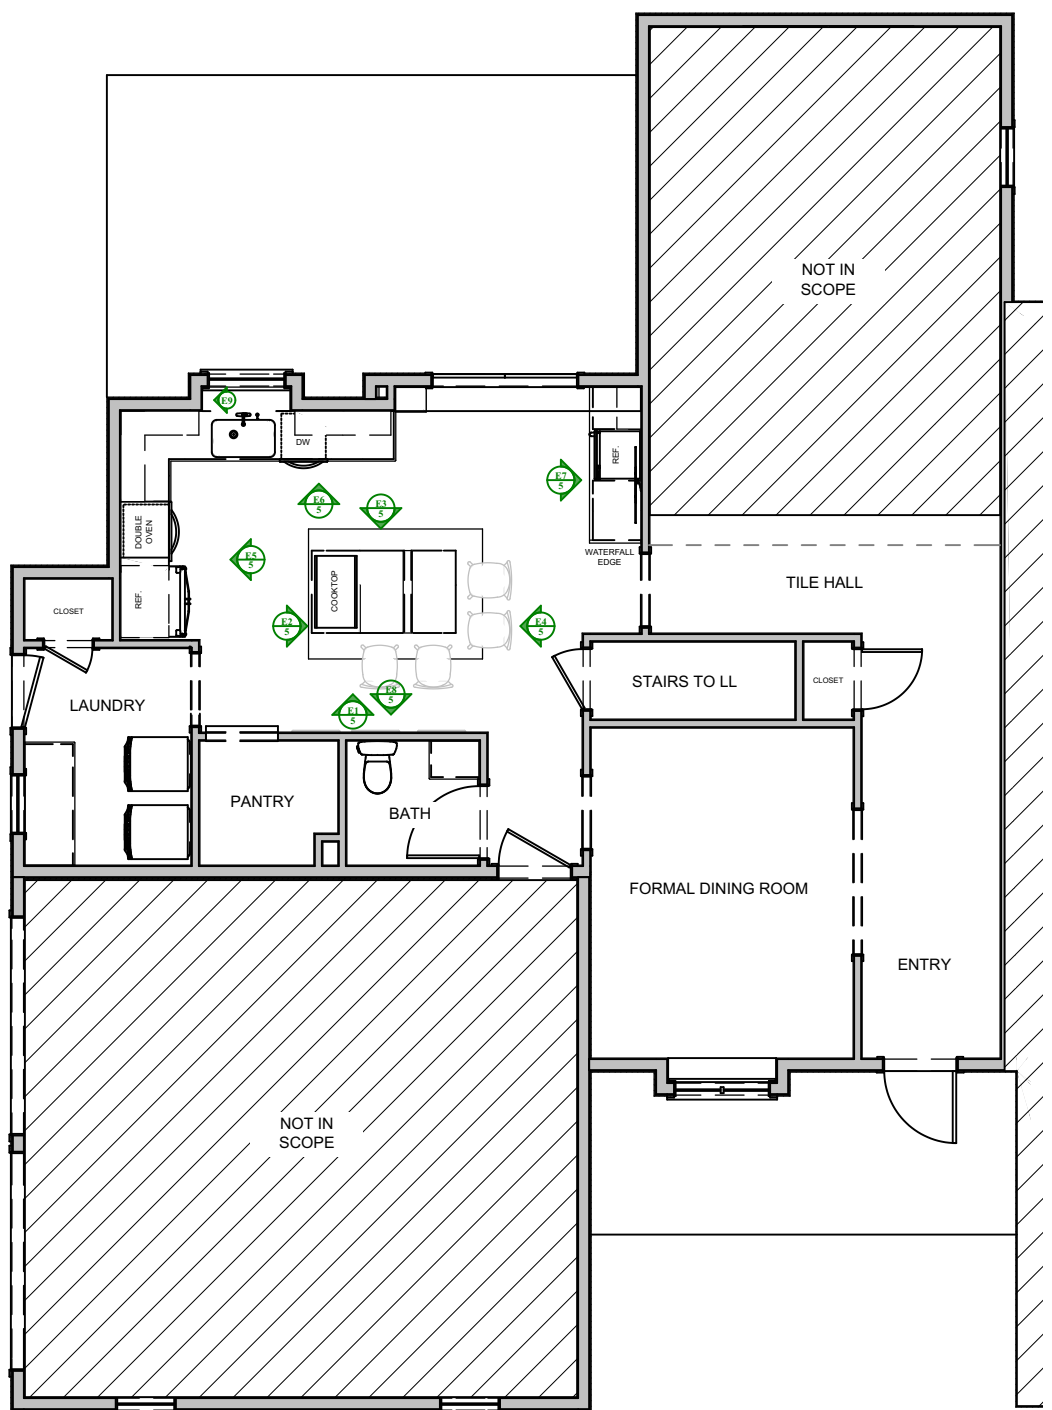 NOT IN
SCOPE
E9
DW
REF.
E7
5
E6
5
E3
5
DOUBLE
OVEN
E5
5
WATERFALL
EDGE
COOKTOP
TILE HALL
REF.
CLOSET
E2
5
E4
5
STAIRS TO LL
CLOSET
LAUNDRY
E8
5
E1
5
PANTRY
BATH
FORMAL DINING ROOM
ENTRY
NOT IN
SCOPE